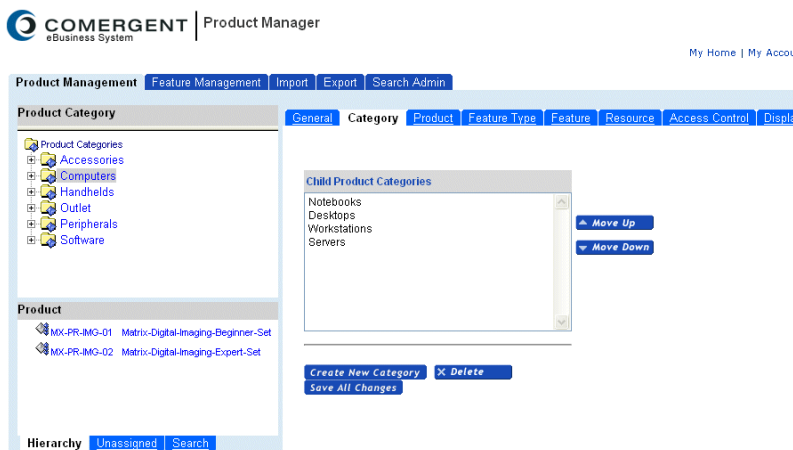 COMERGENT Product Manager
eBusiness System
My Home | My Accou
Product Management Feature Management Import Export Search Admin
Product Category
General Category Product Feature Type Feature Resource Access Control Displa
Product Categories
Accessories
Computers
Handhelds
Outlet
Peripherals
Software
Child Product Categories
Notebooks
Desktops
Workstations
Servers
Move Up
Move Down
Product
MX-PR-IMG-01 Matrix-Digital-Imaging-Beginner-Set
MX-PR-IMG-02 Matrix-Digital-Imaging-Expert-Set
Create New Category X Delete
Save All Changes
Hierarchy Unassigned Search